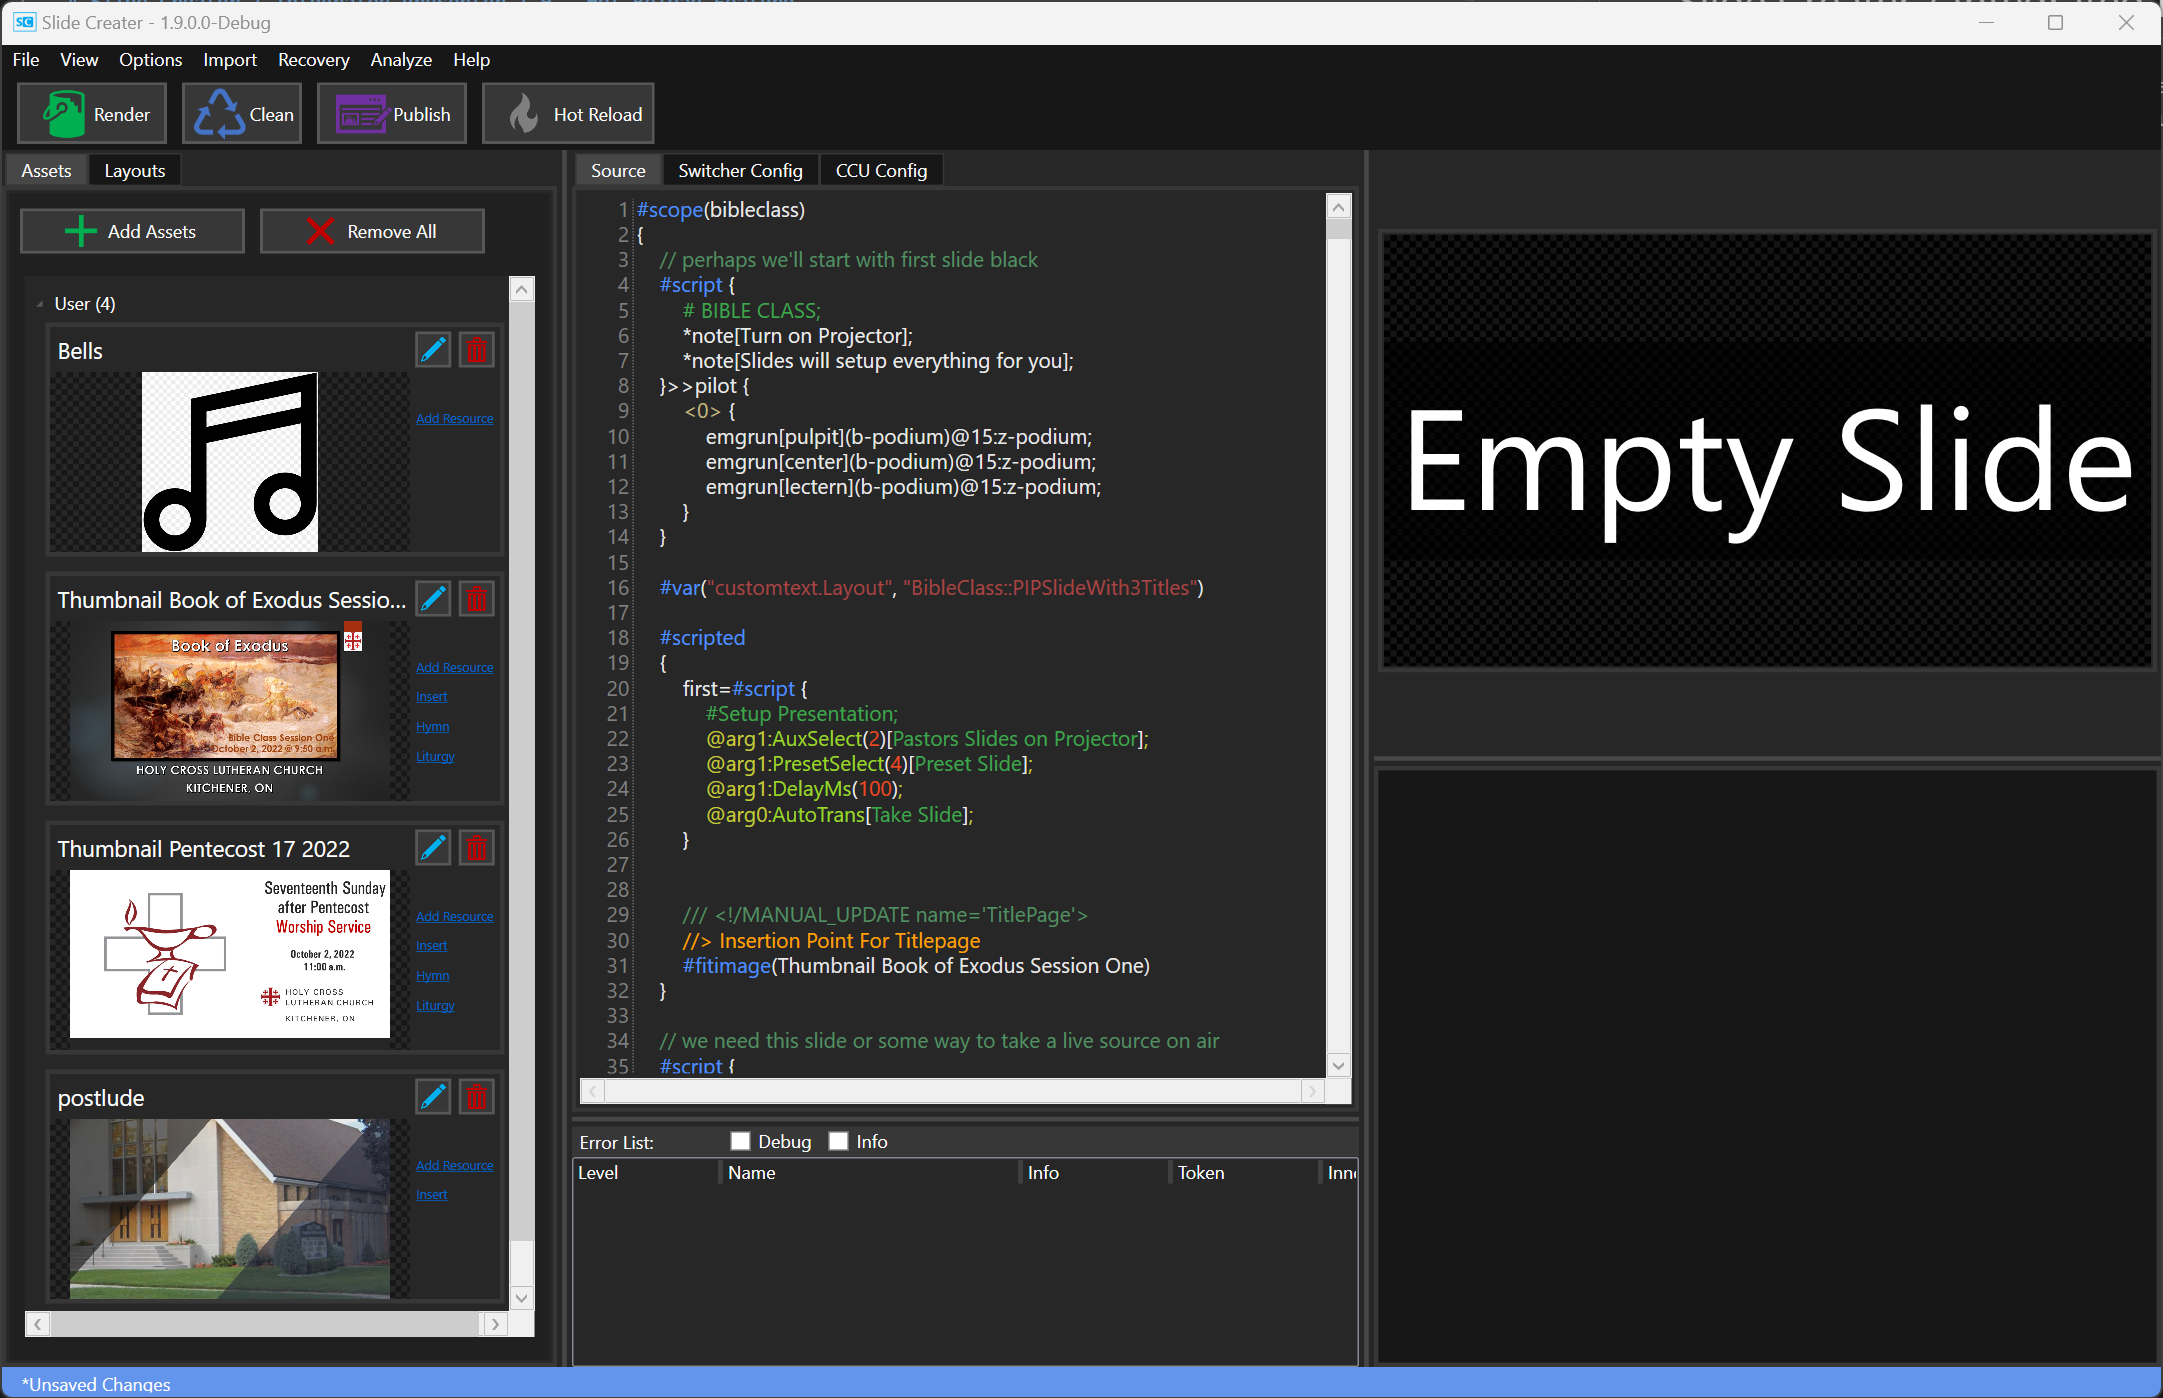 SC Slide Creater - 1.9.0.0-Debug
File View Options Import Recovery Analyze Help
Render Clean Publish Hot Reload
Assets Layouts
Add Assets Remove All
User (4)
Bells
Add Resource
Thumbnail Book of Exodus Sessio...
Book of Exodus
Bible Class Session One
October 2, 2022 @ 9:50 a.m.
HOLY CROSS LUTHERAN CHURCH
KITCHENER, ON
Add Resource
Insert
Hymn
Liturgy
Thumbnail Pentecost 17 2022
Seventeenth Sunday
after Pentecost
Worship Service
October 2, 2022
11:00 a.m.
HOLY CROSS
LUTHERAN CHURCH
KITCHENER, ON
Add Resource
Insert
Hymn
Liturgy
postlude
Add Resource
Insert
Source Switcher Config CCU Config
1 #scope(bibleclass)
2 {
3 // perhaps we'll start with first slide black
4 #script {
5 # BIBLE CLASS;
6 *note[Turn on Projector];
7 *note[Slides will setup everything for you];
8 }>>pilot {
9 <0> {
10 emgrun[pulpit](b-podium)@15:z-podium;
11 emgrun[center](b-podium)@15:z-podium;
12 emgrun[lectern](b-podium)@15:z-podium;
13 }
14 }
15
16 #var("customtext.Layout", "BibleClass::PIPSlideWith3Titles")
17
18 #scripted
19 {
20 first=#script {
21 #Setup Presentation;
22 @arg1:AuxSelect(2)[Pastors Slides on Projector];
23 @arg1:PresetSelect(4)[Preset Slide];
24 @arg1:DelayMs(100);
25 @arg0:AutoTrans[Take Slide];
26 }
27
28
29 /// <!/MANUAL_UPDATE name='TitlePage'>
30 //> Insertion Point For Titlepage
31 #fitimage(Thumbnail Book of Exodus Session One)
32 }
33
34 // we need this slide or some way to take a live source on air
35 #script {
Error List: Debug Info
Level Name Info Token Inne
Empty Slide
*Unsaved Changes